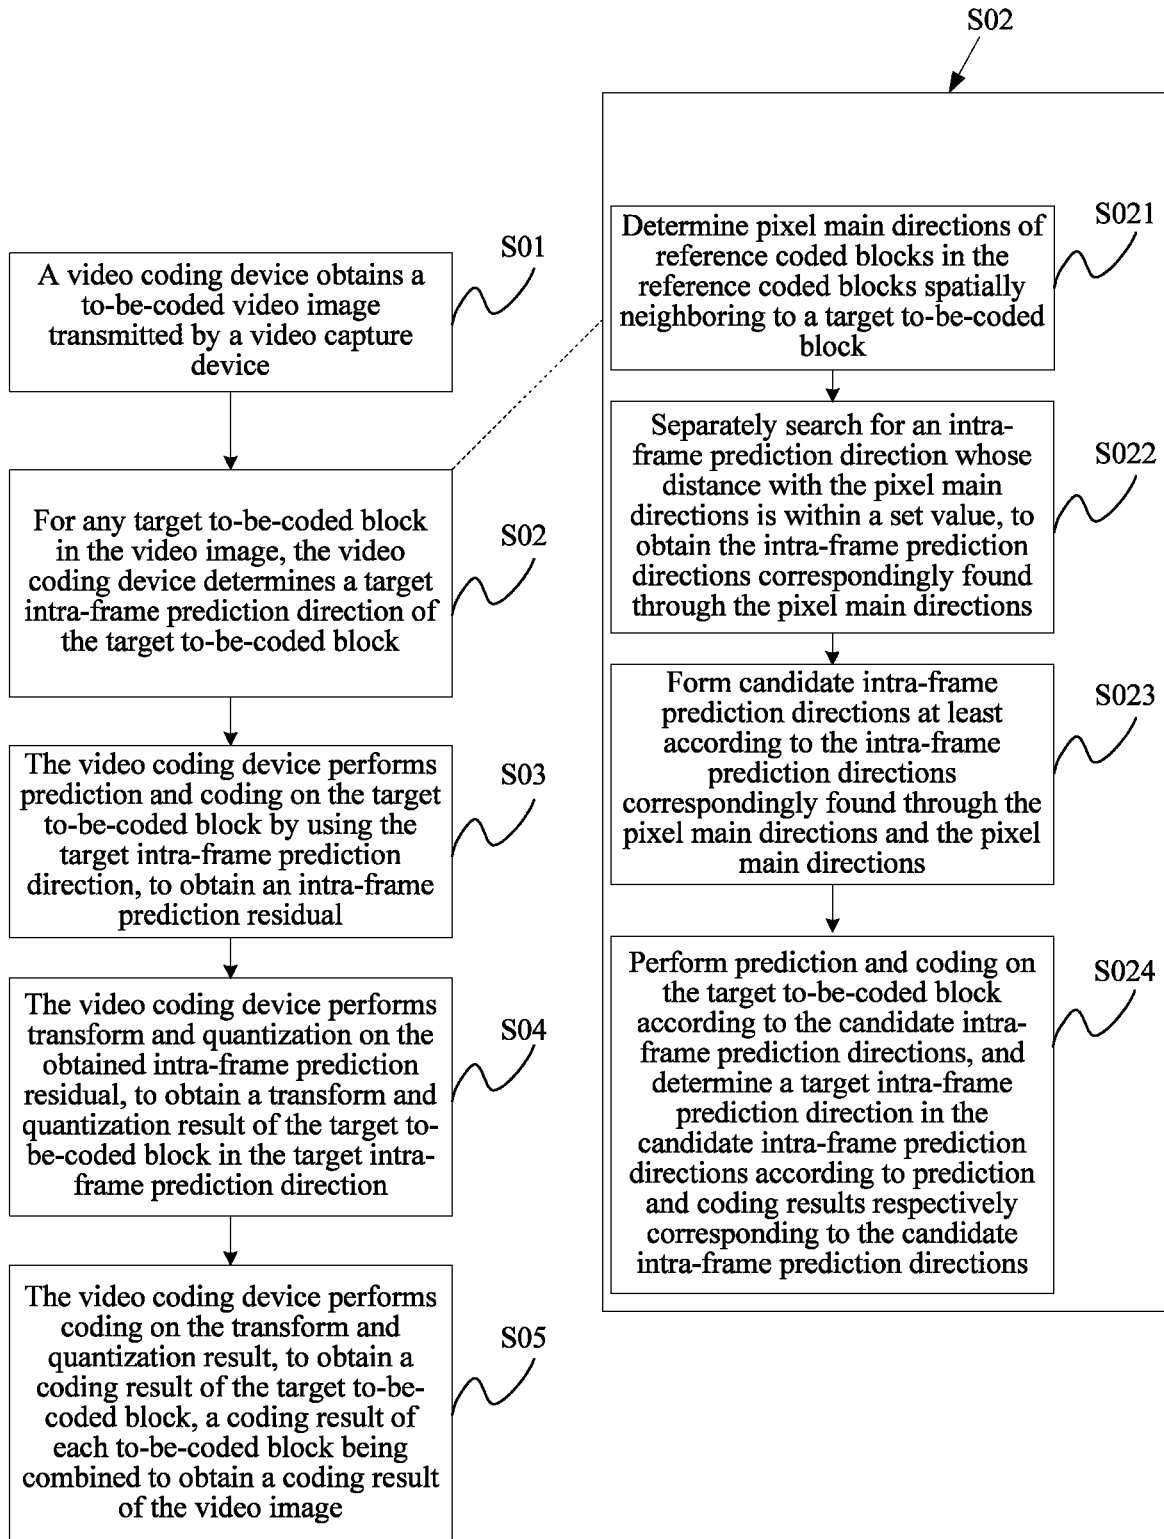 S01
A video coding device obtains a
to-be-coded video image
transmitted by a video capture
device
S02
For any target to-be-coded block
in the video image, the video
coding device determines a target
intra-frame prediction direction of
the target to-be-coded block
S03
The video coding device performs
prediction and coding on the target
to-be-coded block by using the
target intra-frame prediction
direction, to obtain an intra-frame
prediction residual
S04
The video coding device performs
transform and quantization on the
obtained intra-frame prediction
residual, to obtain a transform and
quantization result of the target to-
be-coded block in the target intra-
frame prediction direction
S05
The video coding device performs
coding on the transform and
quantization result, to obtain a
coding result of the target to-be-
coded block, a coding result of
each to-be-coded block being
combined to obtain a coding result
of the video image
S02
S021
Determine pixel main directions of
reference coded blocks in the
reference coded blocks spatially
neighboring to a target to-be-coded
block
S022
Separately search for an intra-
frame prediction direction whose
distance with the pixel main
directions is within a set value, to
obtain the intra-frame prediction
directions correspondingly found
through the pixel main directions
S023
Form candidate intra-frame
prediction directions at least
according to the intra-frame
prediction directions
correspondingly found through the
pixel main directions and the pixel
main directions
S024
Perform prediction and coding on
the target to-be-coded block
according to the candidate intra-
frame prediction directions, and
determine a target intra-frame
prediction direction in the
candidate intra-frame prediction
directions according to prediction
and coding results respectively
corresponding to the candidate
intra-frame prediction directions